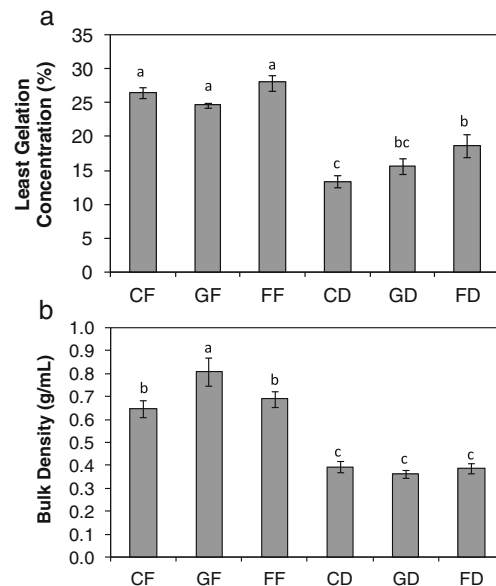 a
Least Gelation
Concentration (%)
35
30
25
20
15
10
5
0
a
a
a
c
bc
b
CF GF FF CD GD FD
b
Bulk Density (g/mL)
1.0
0.9
0.8
0.7
0.6
0.5
0.4
0.3
0.2
0.1
0.0
b
a
b
c
c
c
CF GF FF CD GD FD